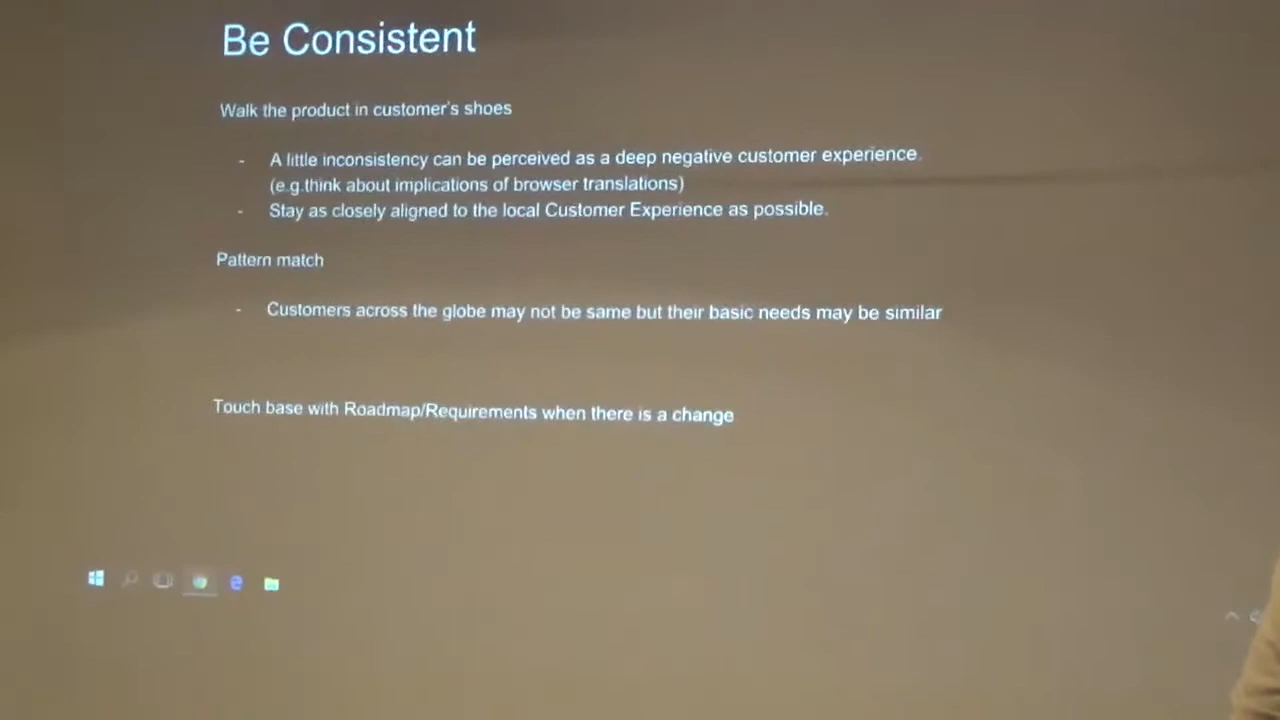 Be Consistent
Walk the product in customer's shoes
- A little inconsistency can be perceived as a deep negative customer experience.
(e.g.think about implications of browser translations)
- Stay as closely aligned to the local Customer Experience as possible.
Pattern match
- Customers across the globe may not be same but their basic needs may be similar
Touch base with Roadmap/Requirements when there is a change